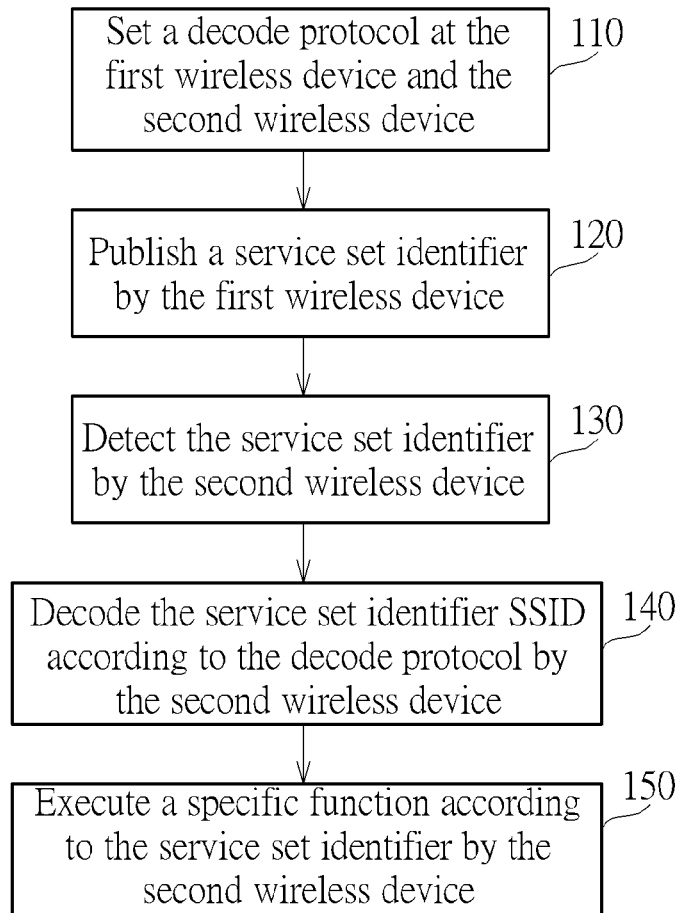 Set a decode protocol at the
first wireless device and the
second wireless device
110
Publish a service set identifier
by the first wireless device
120
Detect the service set identifier
by the second wireless device
130
Decode the service set identifier SSID
according to the decode protocol by
the second wireless device
140
Execute a specific function according
to the service set identifier by the
second wireless device
150